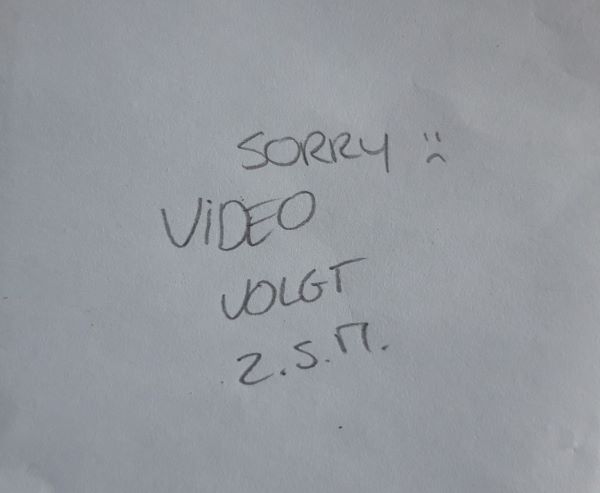 SORRY :(
VIDEO
VOLGT
Z.S.M.